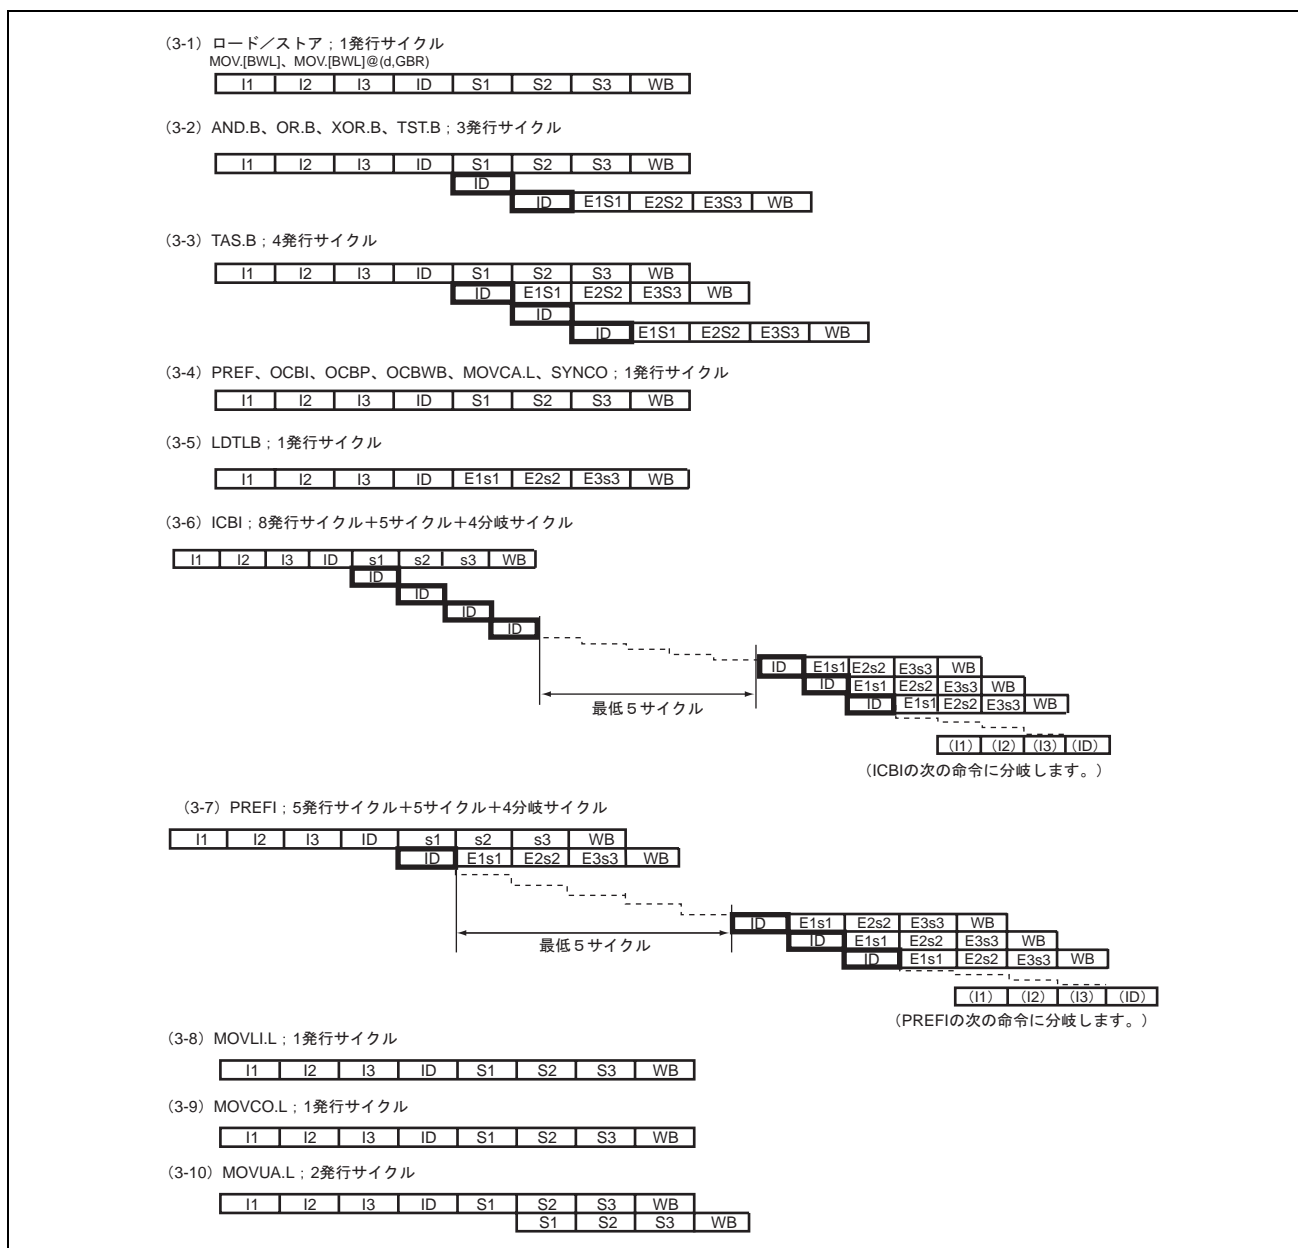 (3-1) ロード／ストア；1発行サイクル
MOV.[BWL]、MOV.[BWL]@(d,GBR)
I1 I2 I3 ID S1 S2 S3 WB
(3-2) AND.B、OR.B、XOR.B、TST.B；3発行サイクル
I1 I2 I3 ID S1 S2 S3 WB
ID
ID E1S1 E2S2 E3S3 WB
(3-3) TAS.B；4発行サイクル
I1 I2 I3 ID S1 S2 S3 WB
ID E1S1 E2S2 E3S3 WB
ID
ID E1S1 E2S2 E3S3 WB
(3-4) PREF、OCBI、OCBP、OCBWB、MOVCA.L、SYNCO；1発行サイクル
I1 I2 I3 ID S1 S2 S3 WB
(3-5) LDTLB；1発行サイクル
I1 I2 I3 ID E1s1 E2s2 E3s3 WB
(3-6) ICBI；8発行サイクル＋5サイクル＋4分岐サイクル
I1 I2 I3 ID s1 s2 s3 WB
ID
ID
ID
ID
ID E1s1 E2s2 E3s3 WB
ID E1s1 E2s2 E3s3 WB
ID E1s1 E2s2 E3s3 WB
最低５サイクル
(I1) (I2) (I3) (ID)
(ICBIの次の命令に分岐します。)
(3-7) PREFI；5発行サイクル＋5サイクル＋4分岐サイクル
I1 I2 I3 ID s1 s2 s3 WB
ID E1s1 E2s2 E3s3 WB
ID E1s1 E2s2 E3s3 WB
ID E1s1 E2s2 E3s3 WB
最低５サイクル
ID E1s1 E2s2 E3s3 WB
(I1) (I2) (I3) (ID)
(PREFIの次の命令に分岐します。)
(3-8) MOVLI.L；1発行サイクル
I1 I2 I3 ID S1 S2 S3 WB
(3-9) MOVCO.L；1発行サイクル
I1 I2 I3 ID S1 S2 S3 WB
(3-10) MOVUA.L；2発行サイクル
I1 I2 I3 ID S1 S2 S3 WB
S1 S2 S3 WB